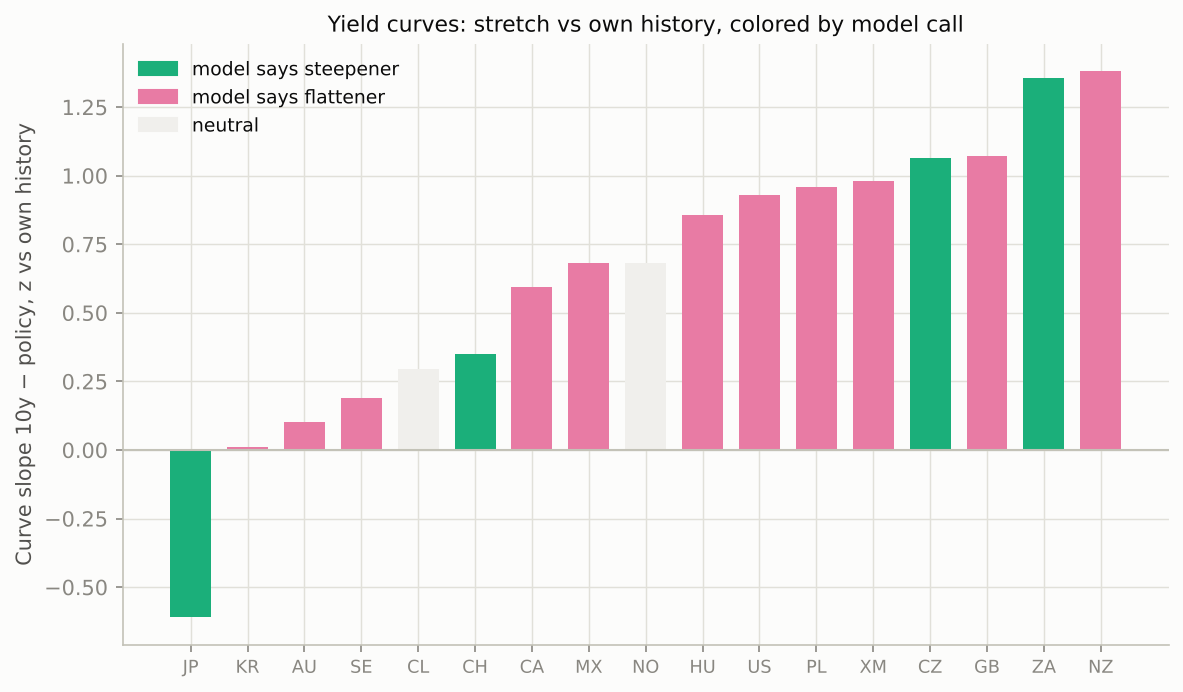 Yield curves: stretch vs own history, colored by model call
model says steepener
model says flattener
neutral
Curve slope 10y − policy, z vs own history
1.25
1.00
0.75
0.50
0.25
0.00
−0.25
−0.50
JP KR AU SE CL CH CA MX NO HU US PL XM CZ GB ZA NZ